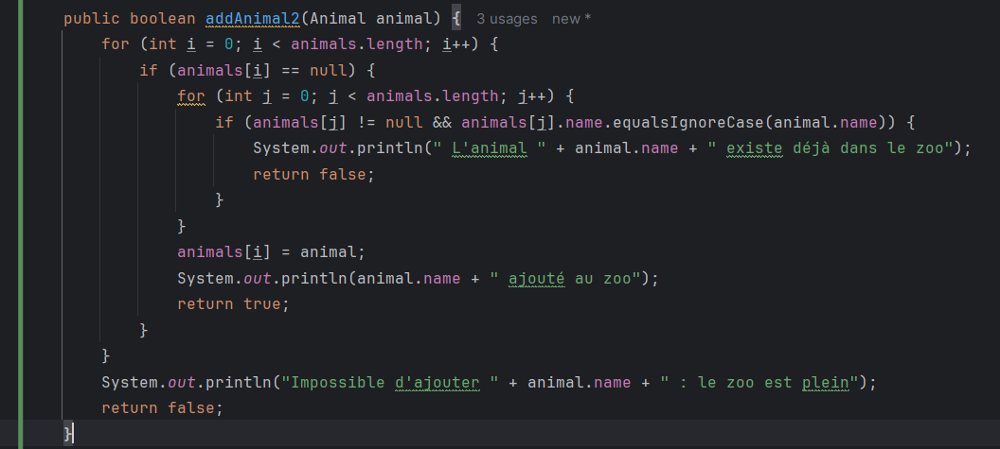 public boolean addAnimal2(Animal animal) { 3 usages new *
for (int i = 0; i < animals.length; i++) {
if (animals[i] == null) {
for (int j = 0; j < animals.length; j++) {
if (animals[j] != null && animals[j].name.equalsIgnoreCase(animal.name)) {
System.out.println(" L'animal " + animal.name + " existe déjà dans le zoo");
return false;
}
}
animals[i] = animal;
System.out.println(animal.name + " ajouté au zoo");
return true;
}
}
System.out.println("Impossible d'ajouter " + animal.name + " : le zoo est plein");
return false;
}